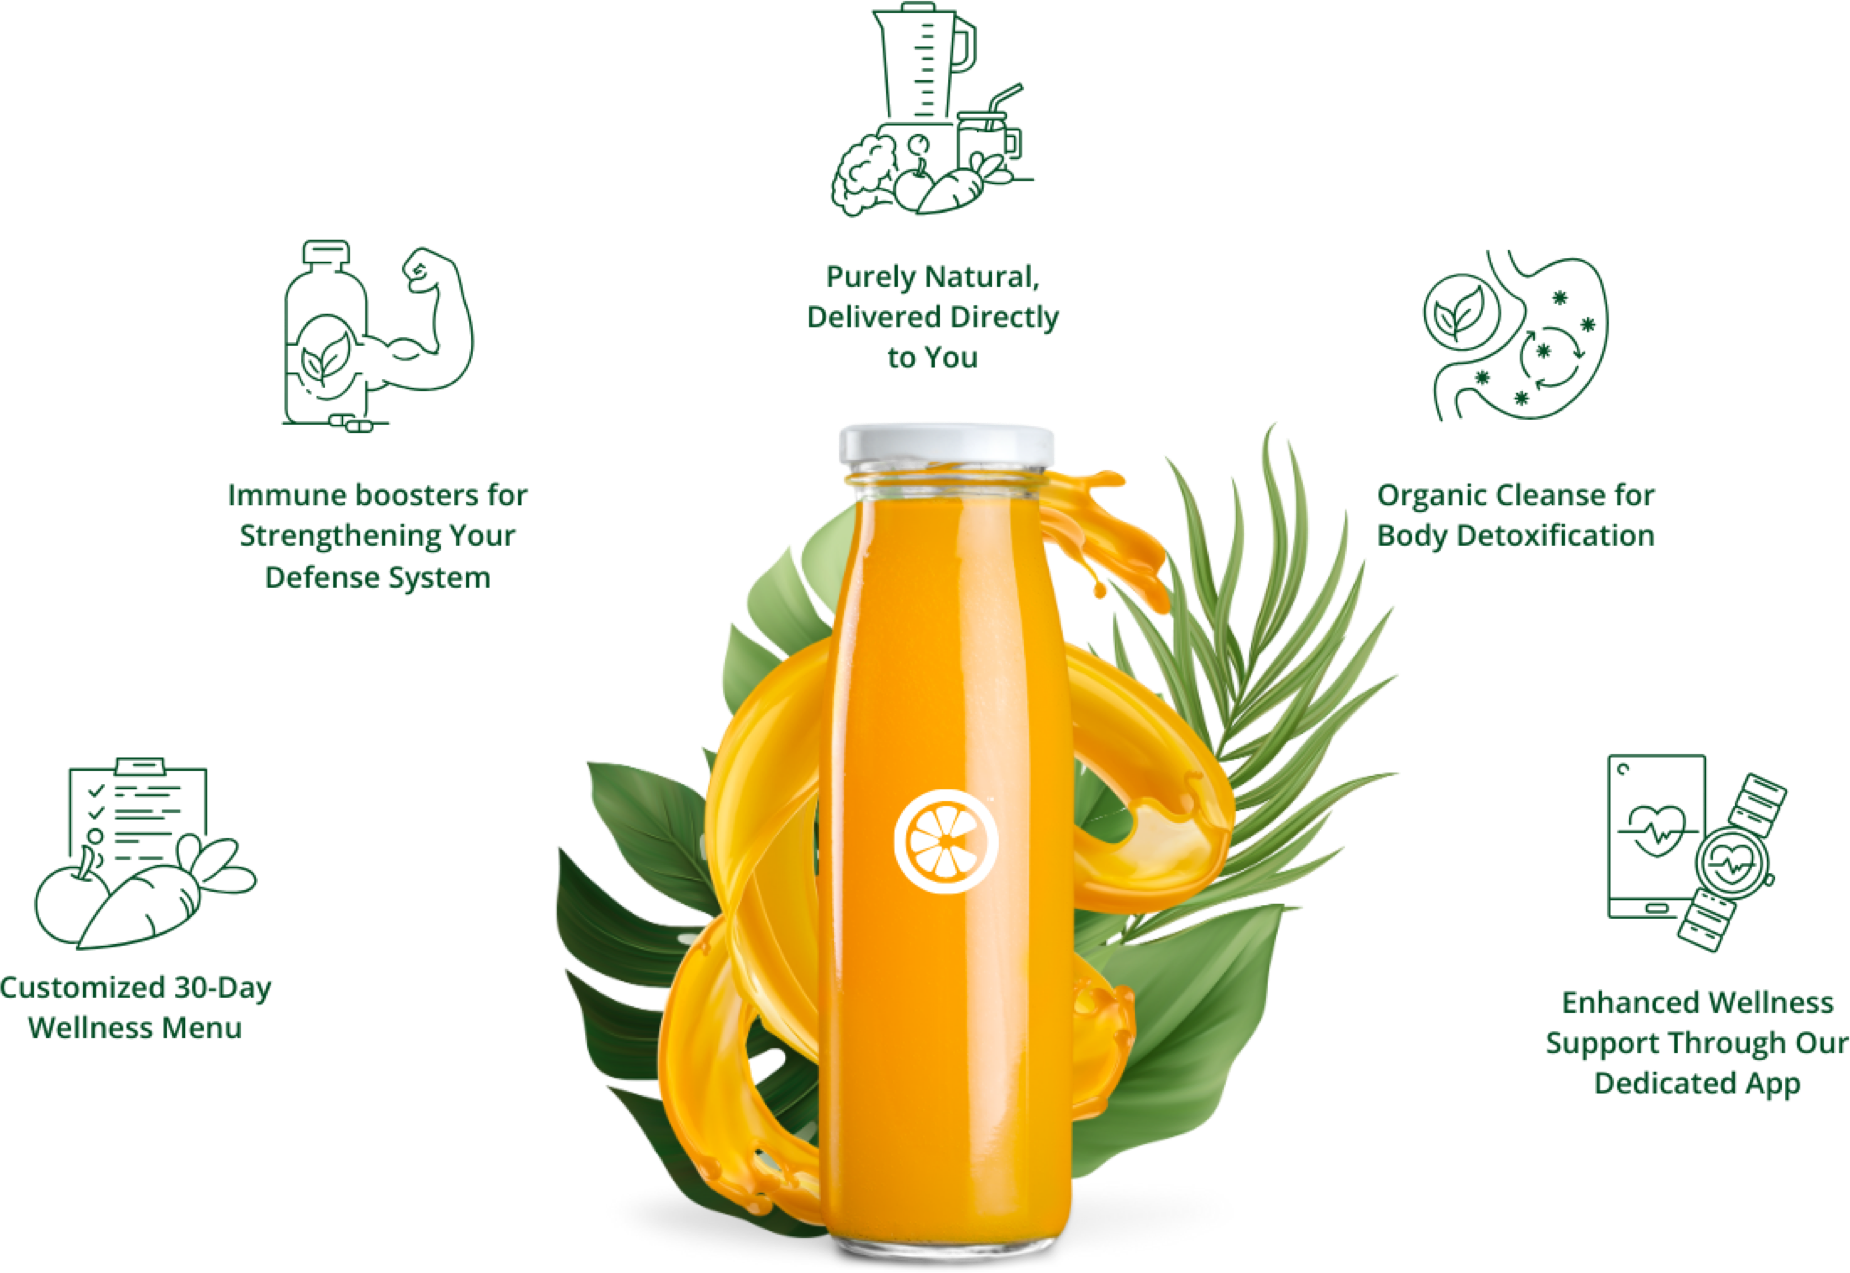 Purely Natural,
Delivered Directly
to You
Immune boosters for
Strengthening Your
Defense System
Organic Cleanse for
Body Detoxification
Customized 30-Day
Wellness Menu
Enhanced Wellness
Support Through Our
Dedicated App